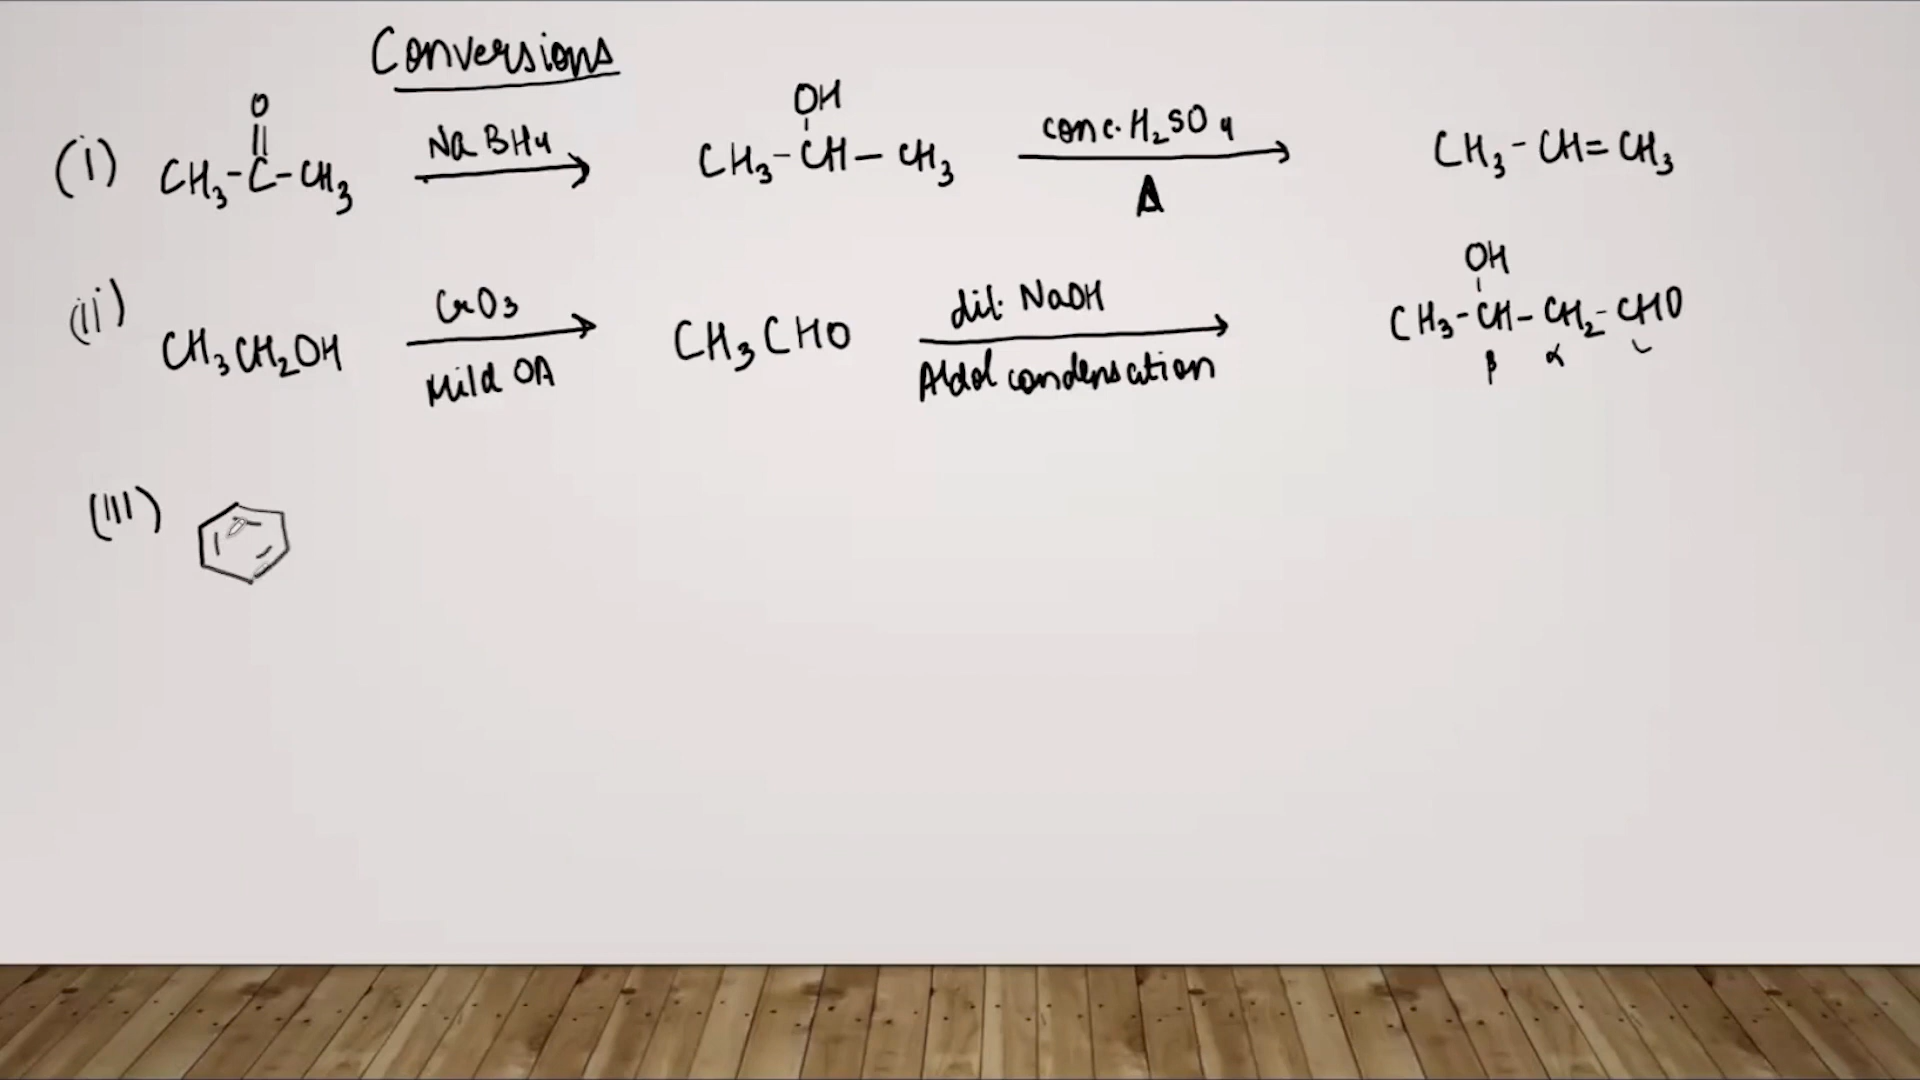 Conversions
(i) CH₃-C(=O)-CH₃ NaBH₄ → CH₃-CH(OH)-CH₃ conc. H₂SO₄ → Δ CH₃-CH=CH₃
(ii) CH₃CH₂OH CrO₃ → Mild OA CH₃CHO dil. NaOH → Aldol condensation CH₃-CH(OH)-CH₂-CHO
β α
(iii)